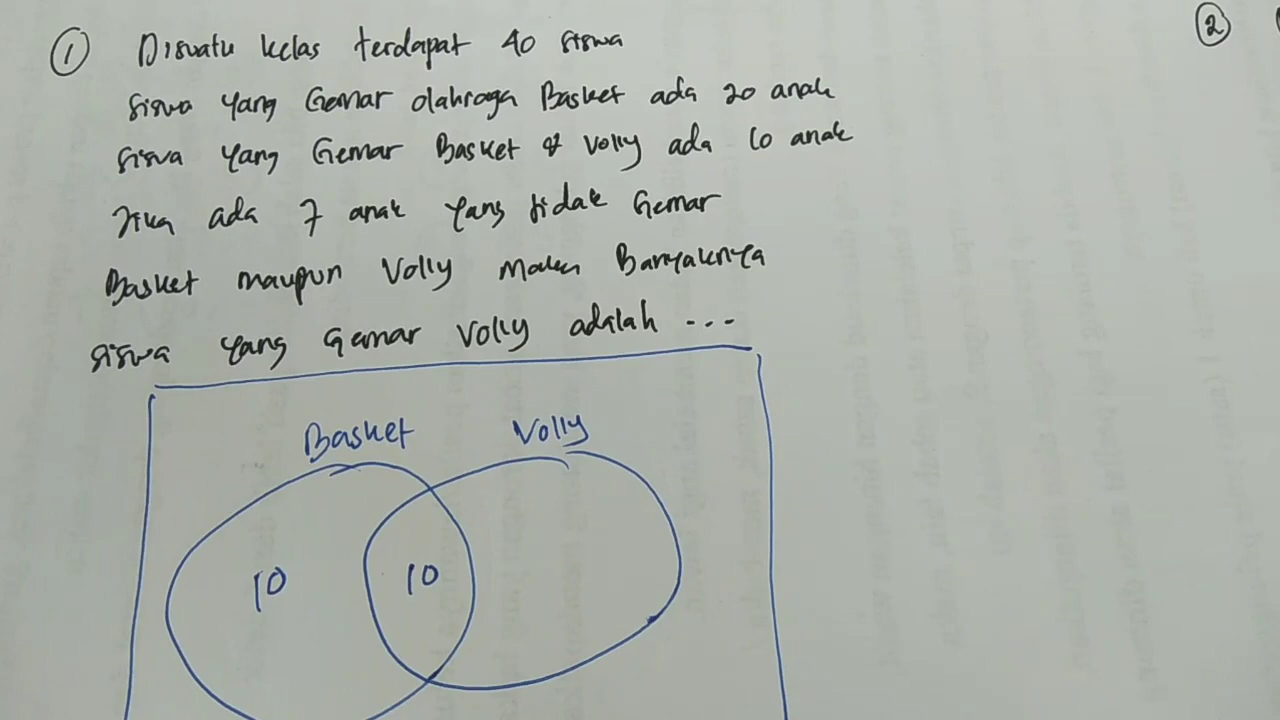 ① Disuatu kelas terdapat 40 siswa
siswa yang Gemar olahraga Basket ada 20 anak
siswa yang Gemar Basket & Volly ada 10 anak
Jika ada 7 anak yang tidak Gemar
Basket maupun Volly maka Banyaknya
siswa yang Gemar Volly adalah ...
Basket Volly
10 10
②